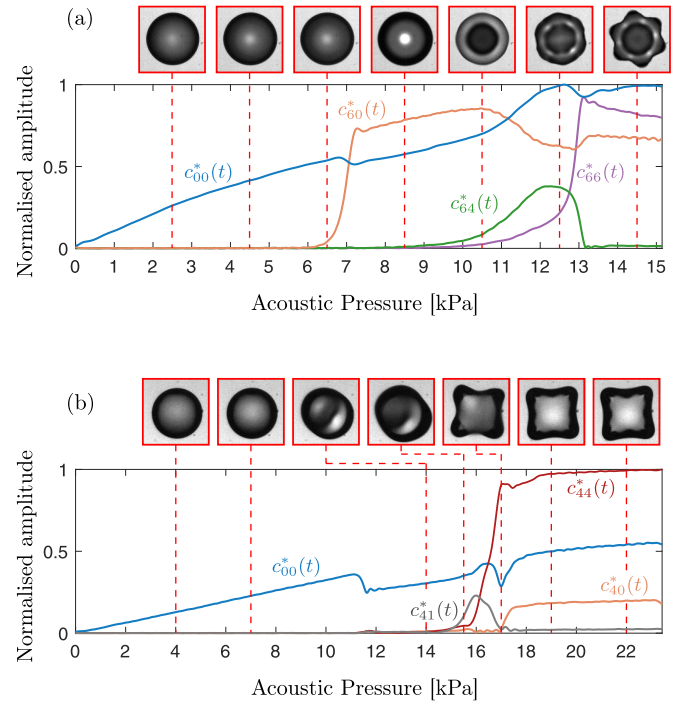 (a)
Normalised amplitude
1
0.5
0
c*60(t)
c*00(t)
c*66(t)
c*64(t)
0 1 2 3 4 5 6 7 8 9 10 11 12 13 14 15
Acoustic Pressure [kPa]
(b)
Normalised amplitude
1
0.5
0
c*44(t)
c*00(t)
c*40(t)
c*41(t)
0 2 4 6 8 10 12 14 16 18 20 22
Acoustic Pressure [kPa]